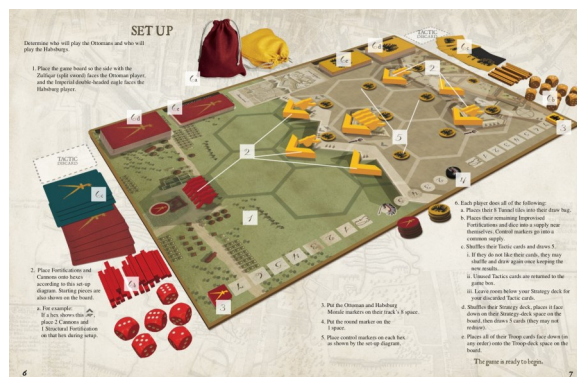 SET UP
Determine who will play the Ottomans and who will
play the Habsburgs.
1. Place the game board so the side with the
Zulfiqar (split sword) faces the Ottoman player,
and the Imperial double-headed eagle faces the
Habsburg player.
TACTIC
DISCARD
2. Place Fortifications and
Cannons onto hexes
according to this set-up
diagram. Starting pieces are
also shown on the board.
a. For example:
If a hex shows this
place 2 Cannons and
1 Structural Fortification
on that hex during setup.
TACTIC
DISCARD
2
2
5
1
4
3
3
3. Put the Ottoman and Habsburg
Morale markers on their track's 8 space.
4. Put the round marker on the
1 space.
5. Place control markers on each hex,
as shown by the set-up diagram.
6. Each player does all of the following:
a. Places their 8 Tunnel tiles into their draw bag.
b. Places their remaining Improvised
Fortifications and dice into a supply near
themselves. Control markers go into a
common supply.
c. Shuffles their Tactic cards and draws 5.
i. If they do not like their cards, they may
shuffle and draw again once keeping the
new results.
ii. Unused Tactics cards are returned to the
game box.
iii. Leave room below your Strategy deck for
your discarded Tactic cards.
d. Shuffles their Strategy deck, places it face
down on their Strategy-deck space on the
board, then draws 5 cards (they may not
redraw).
e. Places all of their Troop cards face down (in
any order) onto the Troop-deck space on the
board.
The game is ready to begin.
6
7